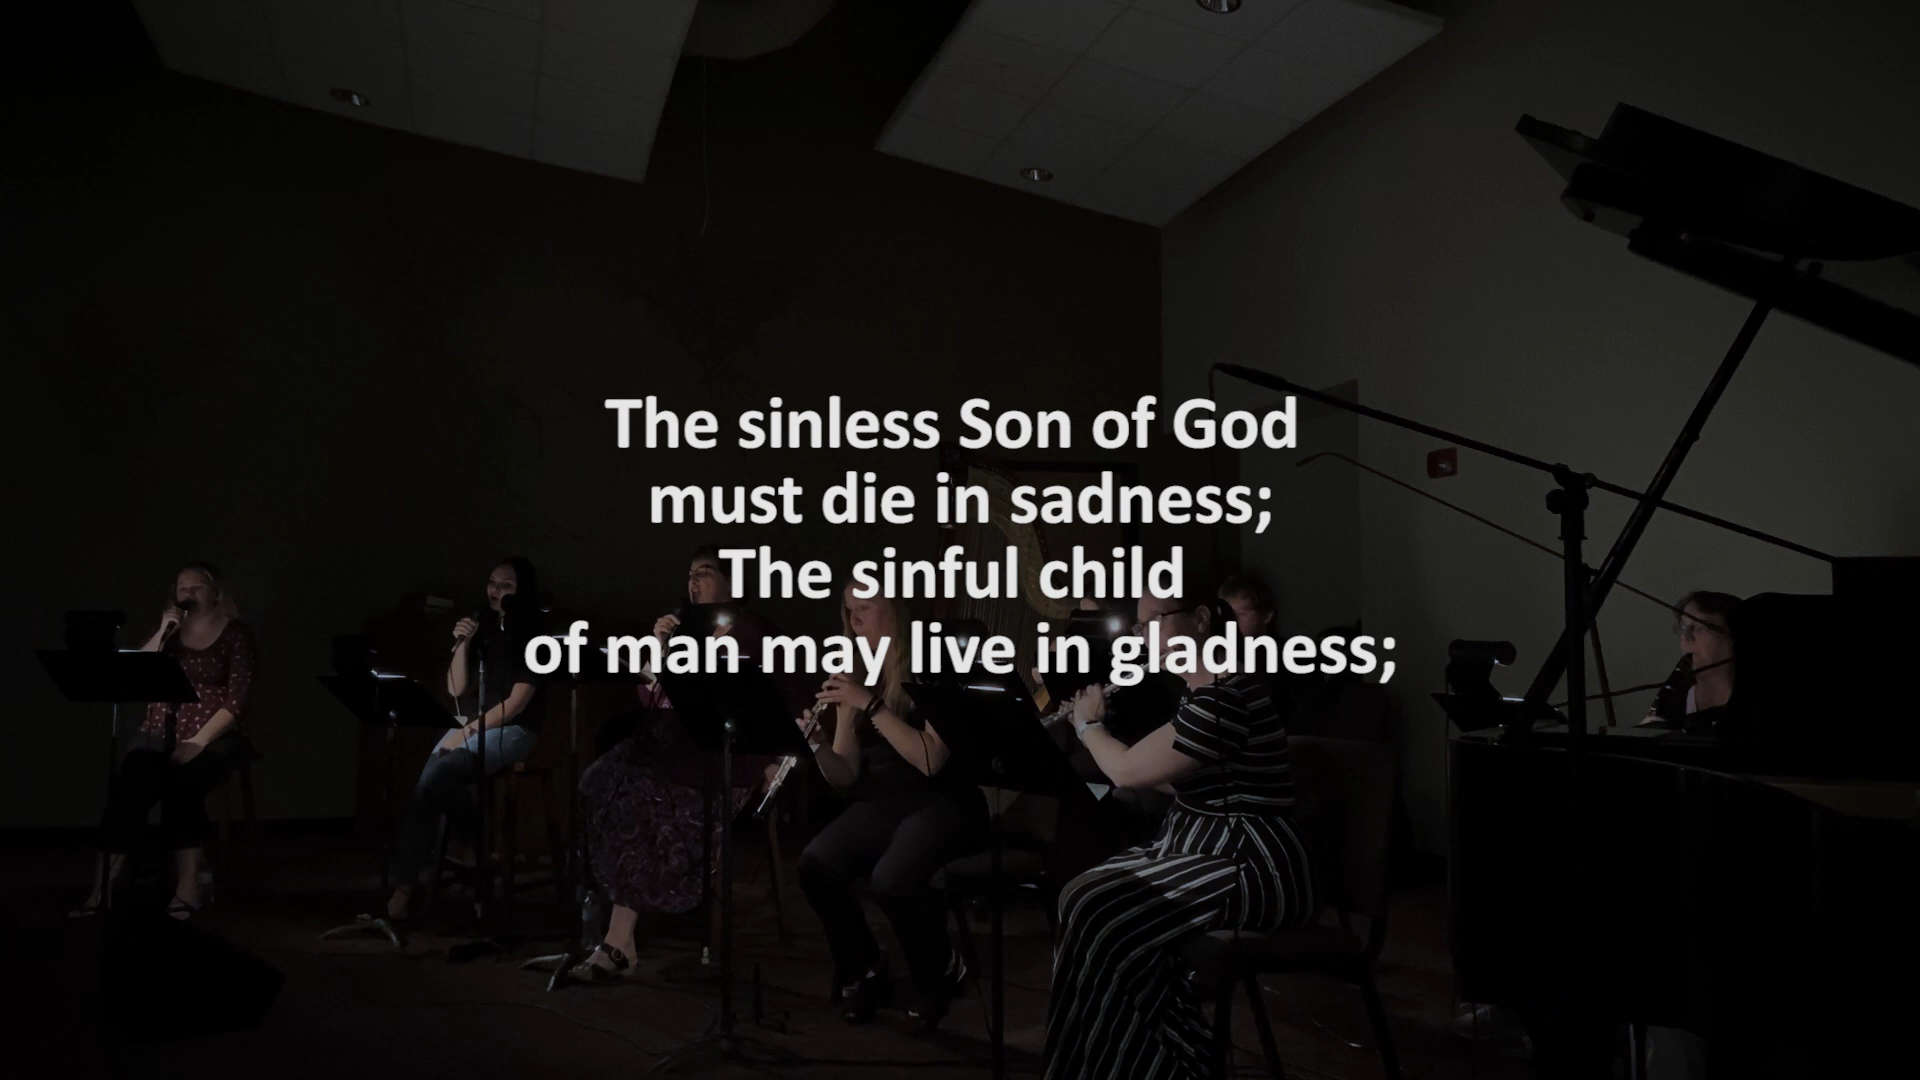 The sinless Son of God
must die in sadness;
The sinful child
of man may live in gladness;